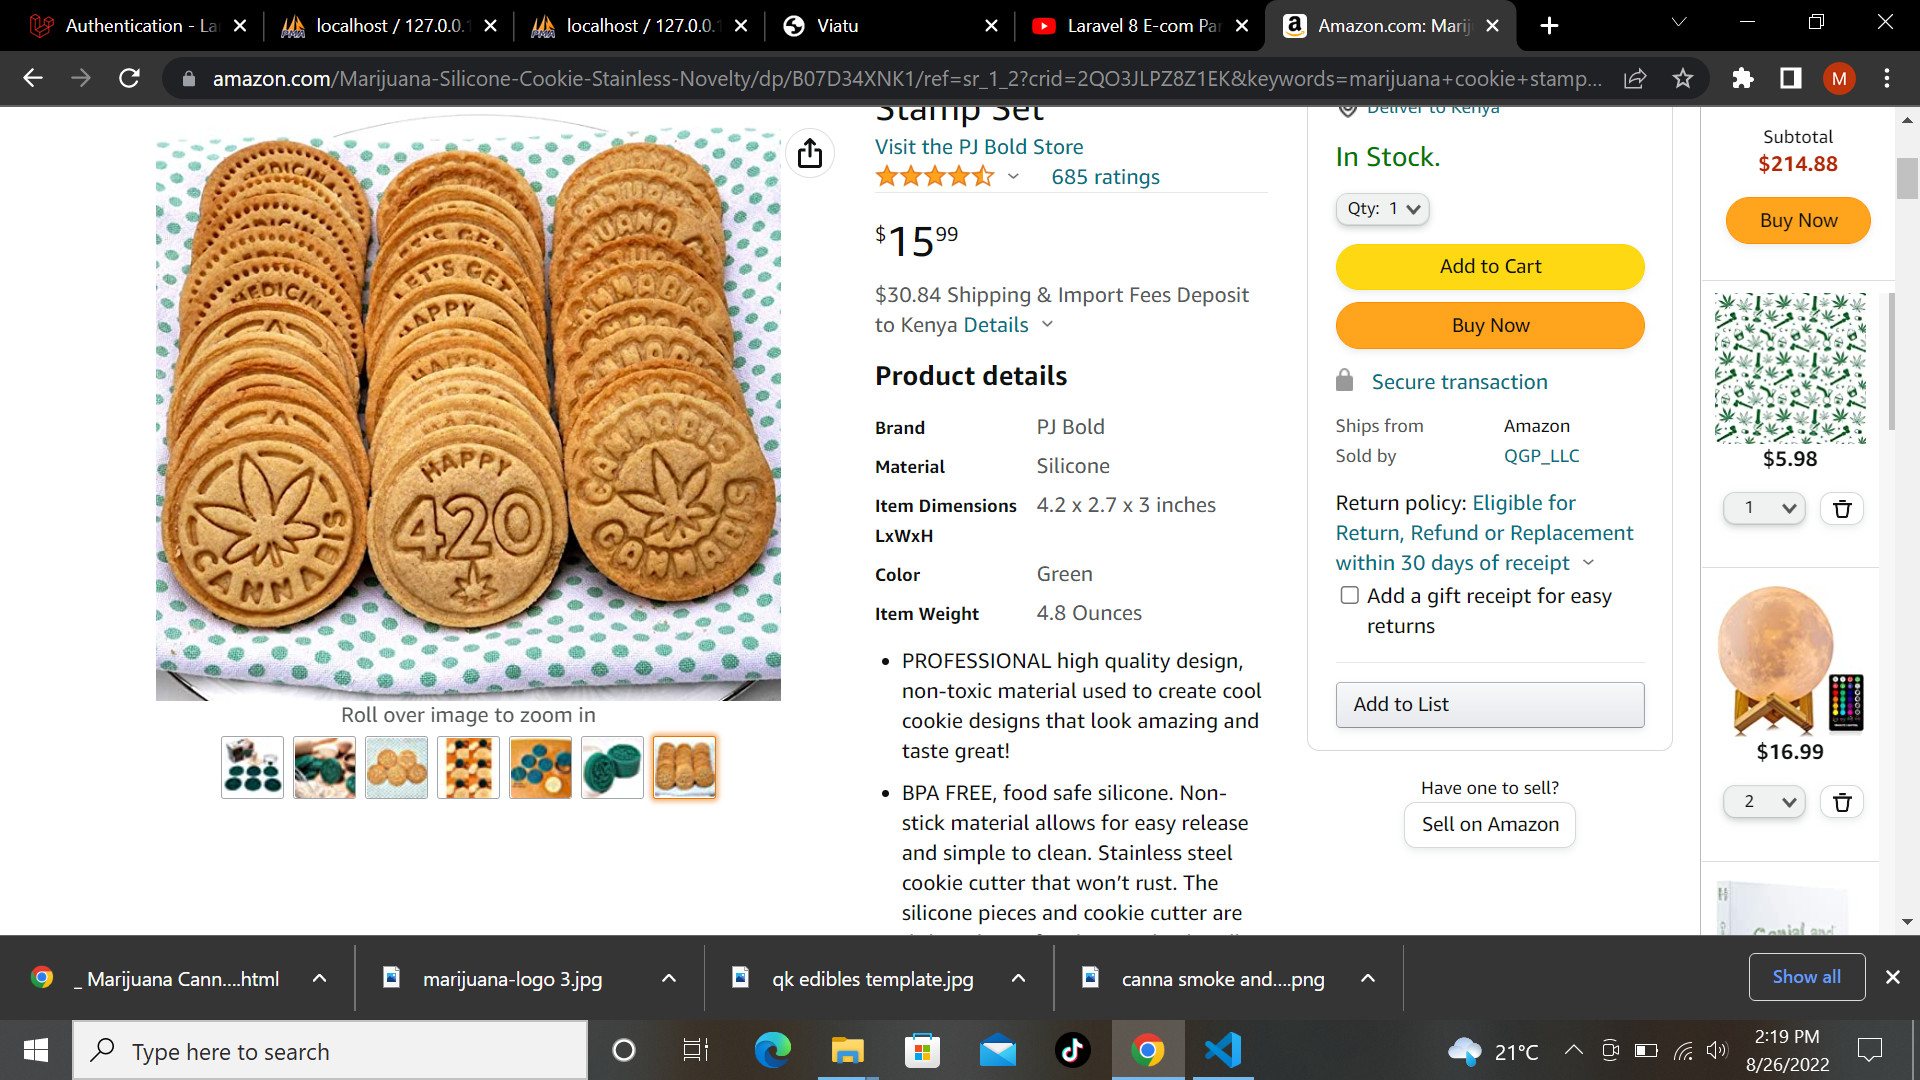 Authentication - La
localhost / 127.0.0.1
localhost / 127.0.0.1
Viatu
Laravel 8 E-com Par
Amazon.com: Marij
amazon.com/Marijuana-Silicone-Cookie-Stainless-Novelty/dp/B07D34XNK1/ref=sr_1_2?crid=2QO3JLPZ8Z1EK&keywords=marijuana+cookie+stamp...
M
Stamp Set
Visit the PJ Bold Store
685 ratings
$15 99
$30.84 Shipping & Import Fees Deposit
to Kenya Details
Product details
Brand PJ Bold
Material Silicone
Item Dimensions 4.2 x 2.7 x 3 inches
LxWxH
Color Green
Item Weight 4.8 Ounces
• PROFESSIONAL high quality design,
non-toxic material used to create cool
cookie designs that look amazing and
taste great!
• BPA FREE, food safe silicone. Non-
stick material allows for easy release
and simple to clean. Stainless steel
cookie cutter that won't rust. The
silicone pieces and cookie cutter are
MEDICINA
LET'S GET
HAPPY
CANNABIS
HAPPY
420
CANNABIS
CANNABIS
Roll over image to zoom in
Deliver to Kenya
In Stock.
Qty: 1
Add to Cart
Buy Now
Secure transaction
Ships from Amazon
Sold by QGP_LLC
Return policy: Eligible for
Return, Refund or Replacement
within 30 days of receipt
Add a gift receipt for easy
returns
Add to List
Have one to sell?
Sell on Amazon
Subtotal
$214.88
Buy Now
$5.98
1
$16.99
2
_ Marijuana Cann....html
marijuana-logo 3.jpg
qk edibles template.jpg
canna smoke and....png
Show all
Type here to search
21°C
2:19 PM
8/26/2022